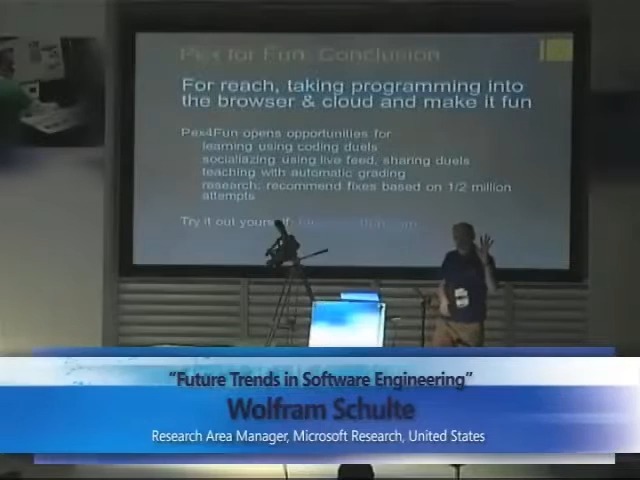 Pex for Fun: Conclusion
For reach, taking programming into
the browser & cloud and make it fun
Pex4Fun opens opportunities for
learning using coding duels
socializing using live feed, sharing duels
teaching with automatic grading
research: recommend fixes based on 1/2 million
attempts
Try it out yourself:
“Future Trends in Software Engineering”
Wolfram Schulte
Research Area Manager, Microsoft Research, United States